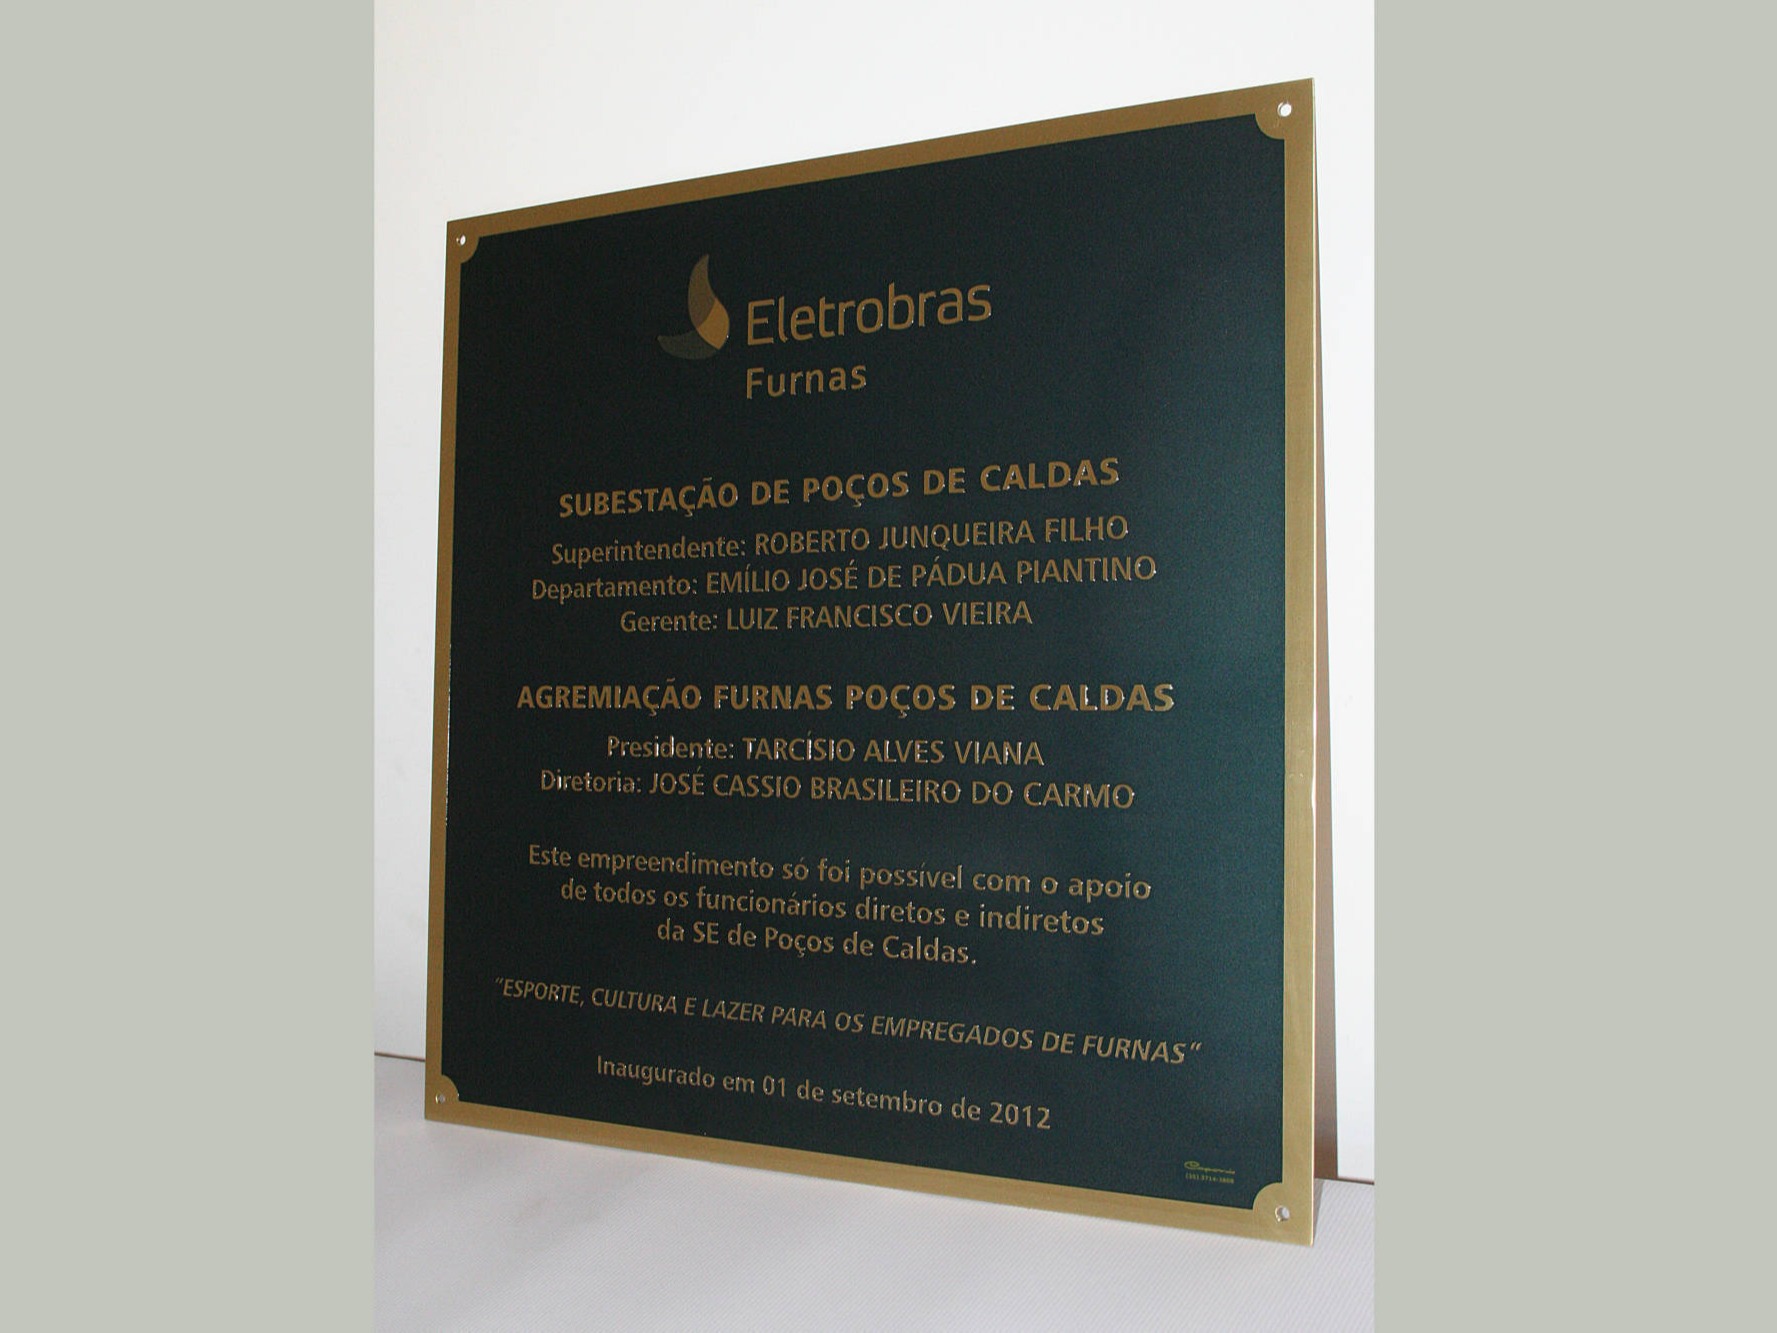 Eletrobras
Furnas
SUBESTAÇÃO DE POÇOS DE CALDAS
Superintendente: ROBERTO JUNQUEIRA FILHO
Departamento: EMÍLIO JOSÉ DE PÁDUA PIANTINO
Gerente: LUIZ FRANCISCO VIEIRA
AGREMIAÇÃO FURNAS POÇOS DE CALDAS
Presidente: TARCÍSIO ALVES VIANA
Diretoria: JOSÉ CASSIO BRASILEIRO DO CARMO
Este empreendimento só foi possível com o apoio
de todos os funcionários diretos e indiretos
da SE de Poços de Caldas.
“ESPORTE, CULTURA E LAZER PARA OS EMPREGADOS DE FURNAS”
Inaugurado em 01 de setembro de 2012